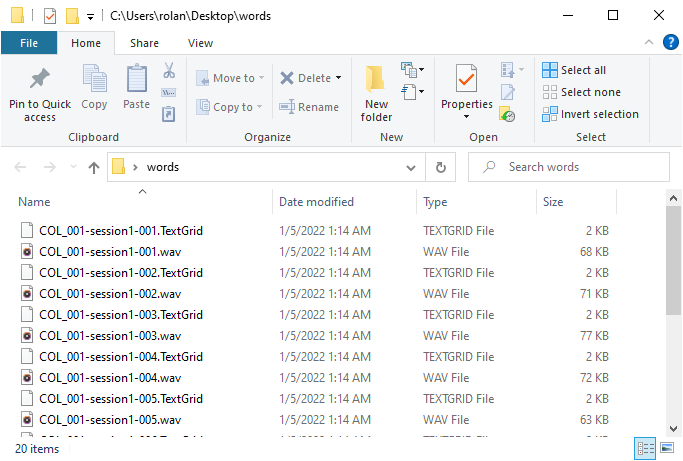 C:\Users\rolan\Desktop\words
File Home Share View
Pin to Quick access
Copy
Paste
Clipboard
Move to
Copy to
Delete
Rename
Organize
New folder
New
Properties
Open
Select all
Select none
Invert selection
Select
words
Search words
Name Date modified Type Size
COL_001-session1-001.TextGrid 1/5/2022 1:14 AM TEXTGRID File 2 KB
COL_001-session1-001.wav 1/5/2022 1:14 AM WAV File 68 KB
COL_001-session1-002.TextGrid 1/5/2022 1:14 AM TEXTGRID File 2 KB
COL_001-session1-002.wav 1/5/2022 1:14 AM WAV File 71 KB
COL_001-session1-003.TextGrid 1/5/2022 1:14 AM TEXTGRID File 2 KB
COL_001-session1-003.wav 1/5/2022 1:14 AM WAV File 77 KB
COL_001-session1-004.TextGrid 1/5/2022 1:14 AM TEXTGRID File 2 KB
COL_001-session1-004.wav 1/5/2022 1:14 AM WAV File 72 KB
COL_001-session1-005.TextGrid 1/5/2022 1:14 AM TEXTGRID File 2 KB
COL_001-session1-005.wav 1/5/2022 1:14 AM WAV File 63 KB
20 items